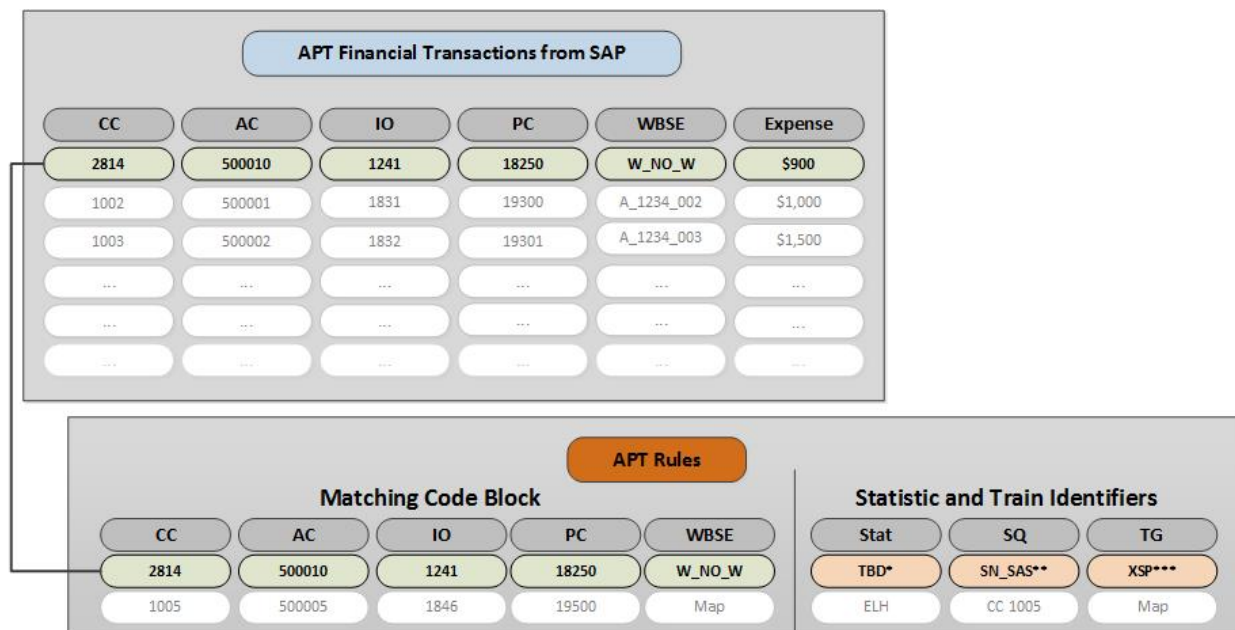 APT Financial Transactions from SAP
CC AC IO PC WBSE Expense
2814 500010 1241 18250 W_NO_W $900
1002 500001 1831 19300 A_1234_002 $1,000
1003 500002 1832 19301 A_1234_003 $1,500
... ... ... ... ... ...
... ... ... ... ... ...
... ... ... ... ... ...
APT Rules
Matching Code Block Statistic and Train Identifiers
CC AC IO PC WBSE Stat SQ TG
2814 500010 1241 18250 W_NO_W TBD* SN_SAS** XSP***
1005 500005 1846 19500 Map ELH CC 1005 Map